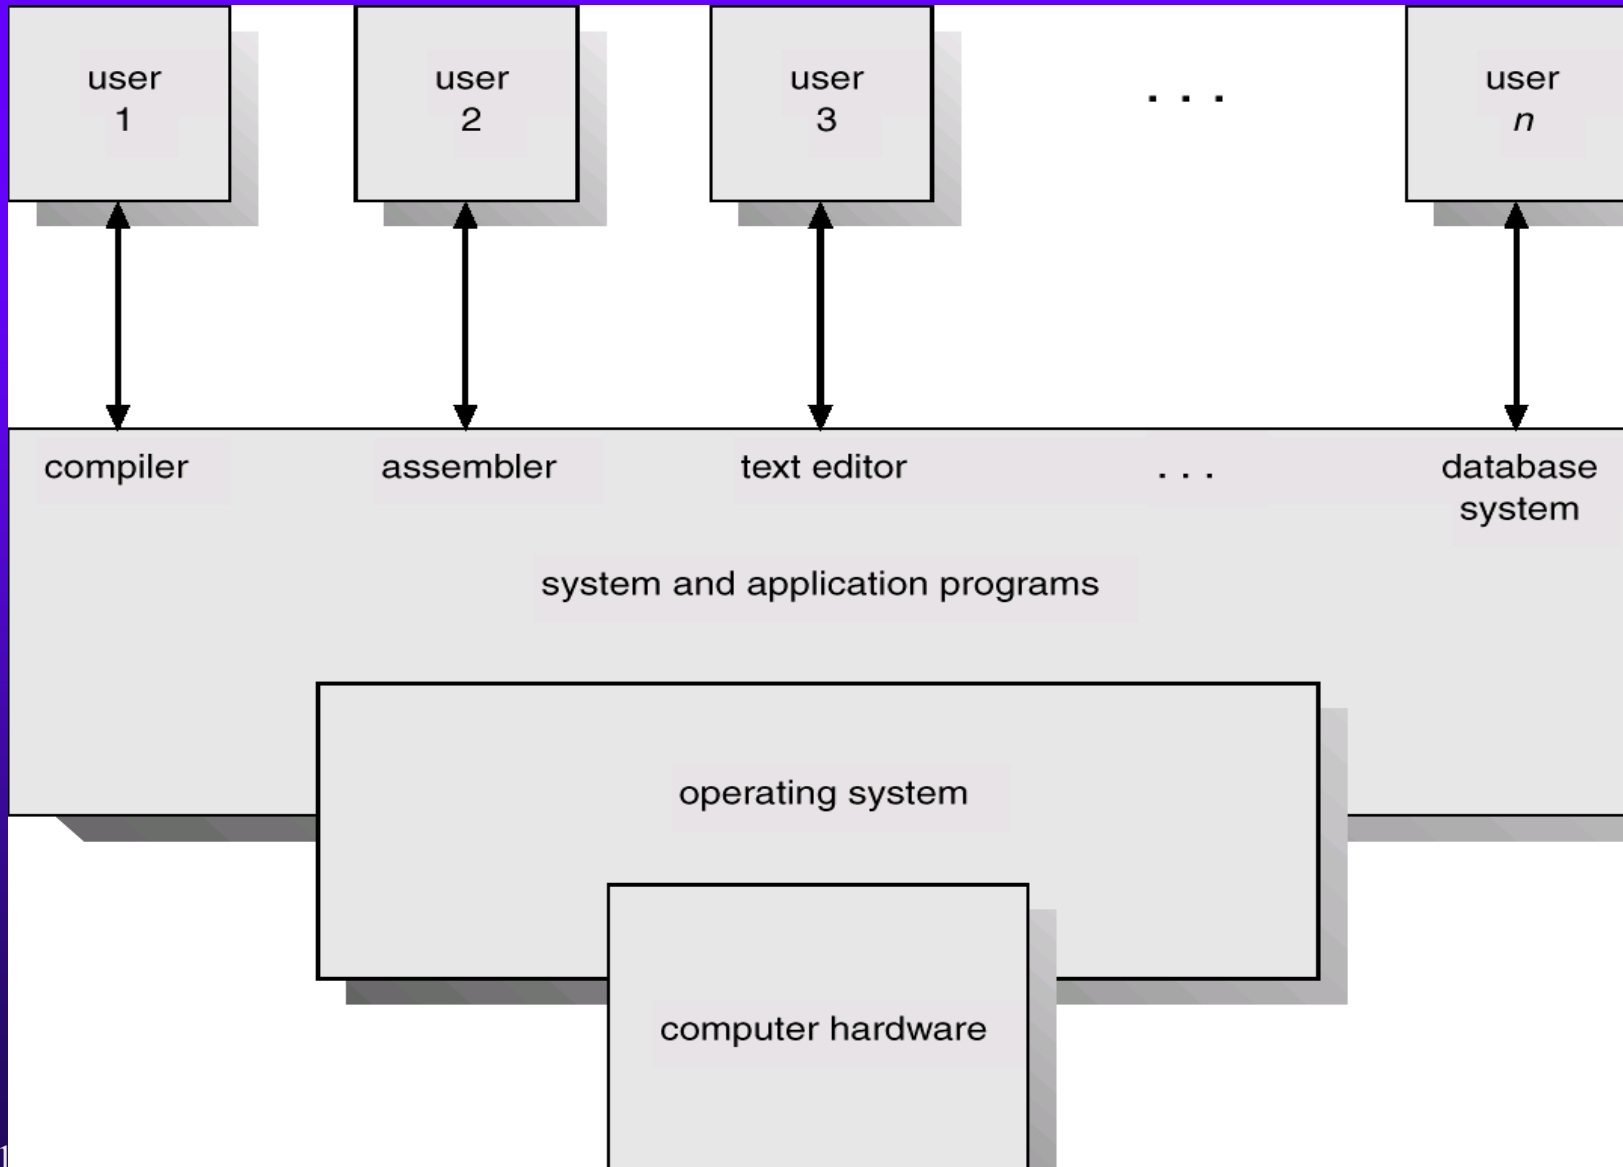 user
1
user
2
user
3
. . .
user
n
compiler
assembler
text editor
. . .
database
system
system and application programs
operating system
computer hardware
1